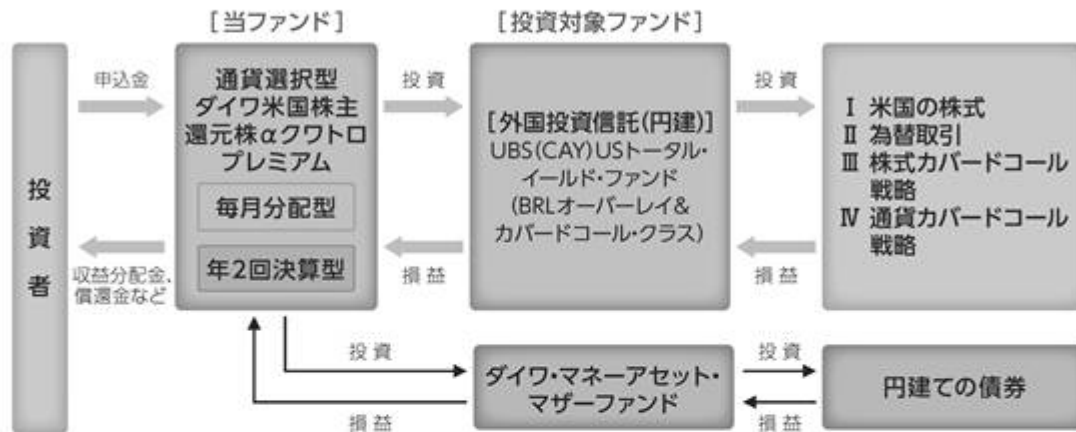 [当ファンド]
[投資対象ファンド]
投資者
申込金
収益分配金、
償還金など
通貨選択型
ダイワ米国株主
還元株αクワトロ
プレミアム
毎月分配型
年2回決算型
投資
損益
[外国投資信託(円建)]
UBS(CAY)USトータル・
イールド・ファンド
(BRLオーバーレイ&
カバードコール・クラス)
投資
損益
Ⅰ 米国の株式
Ⅱ 為替取引
Ⅲ 株式カバードコール
戦略
Ⅳ 通貨カバードコール
戦略
投資
損益
ダイワ・マネーアセット・
マザーファンド
投資
損益
円建ての債券